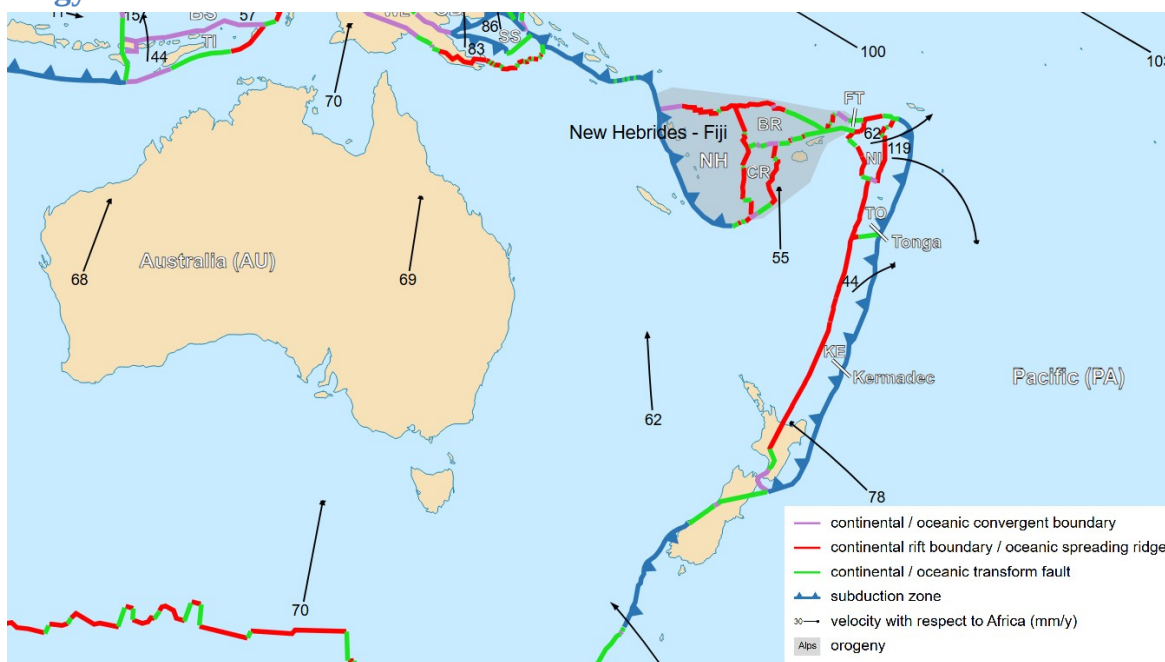 15
BS
57
44
TI
86
SS
83
70
100
103
FT
New Hebrides - Fiji
BR
62
119
NH
CR
NI
TO
Tonga
55
68
Australia (AU)
69
44
KE
Kermadec
Pacific (PA)
62
78
70
continental / oceanic convergent boundary
continental rift boundary / oceanic spreading ridge
continental / oceanic transform fault
subduction zone
30 velocity with respect to Africa (mm/y)
Alps orogeny